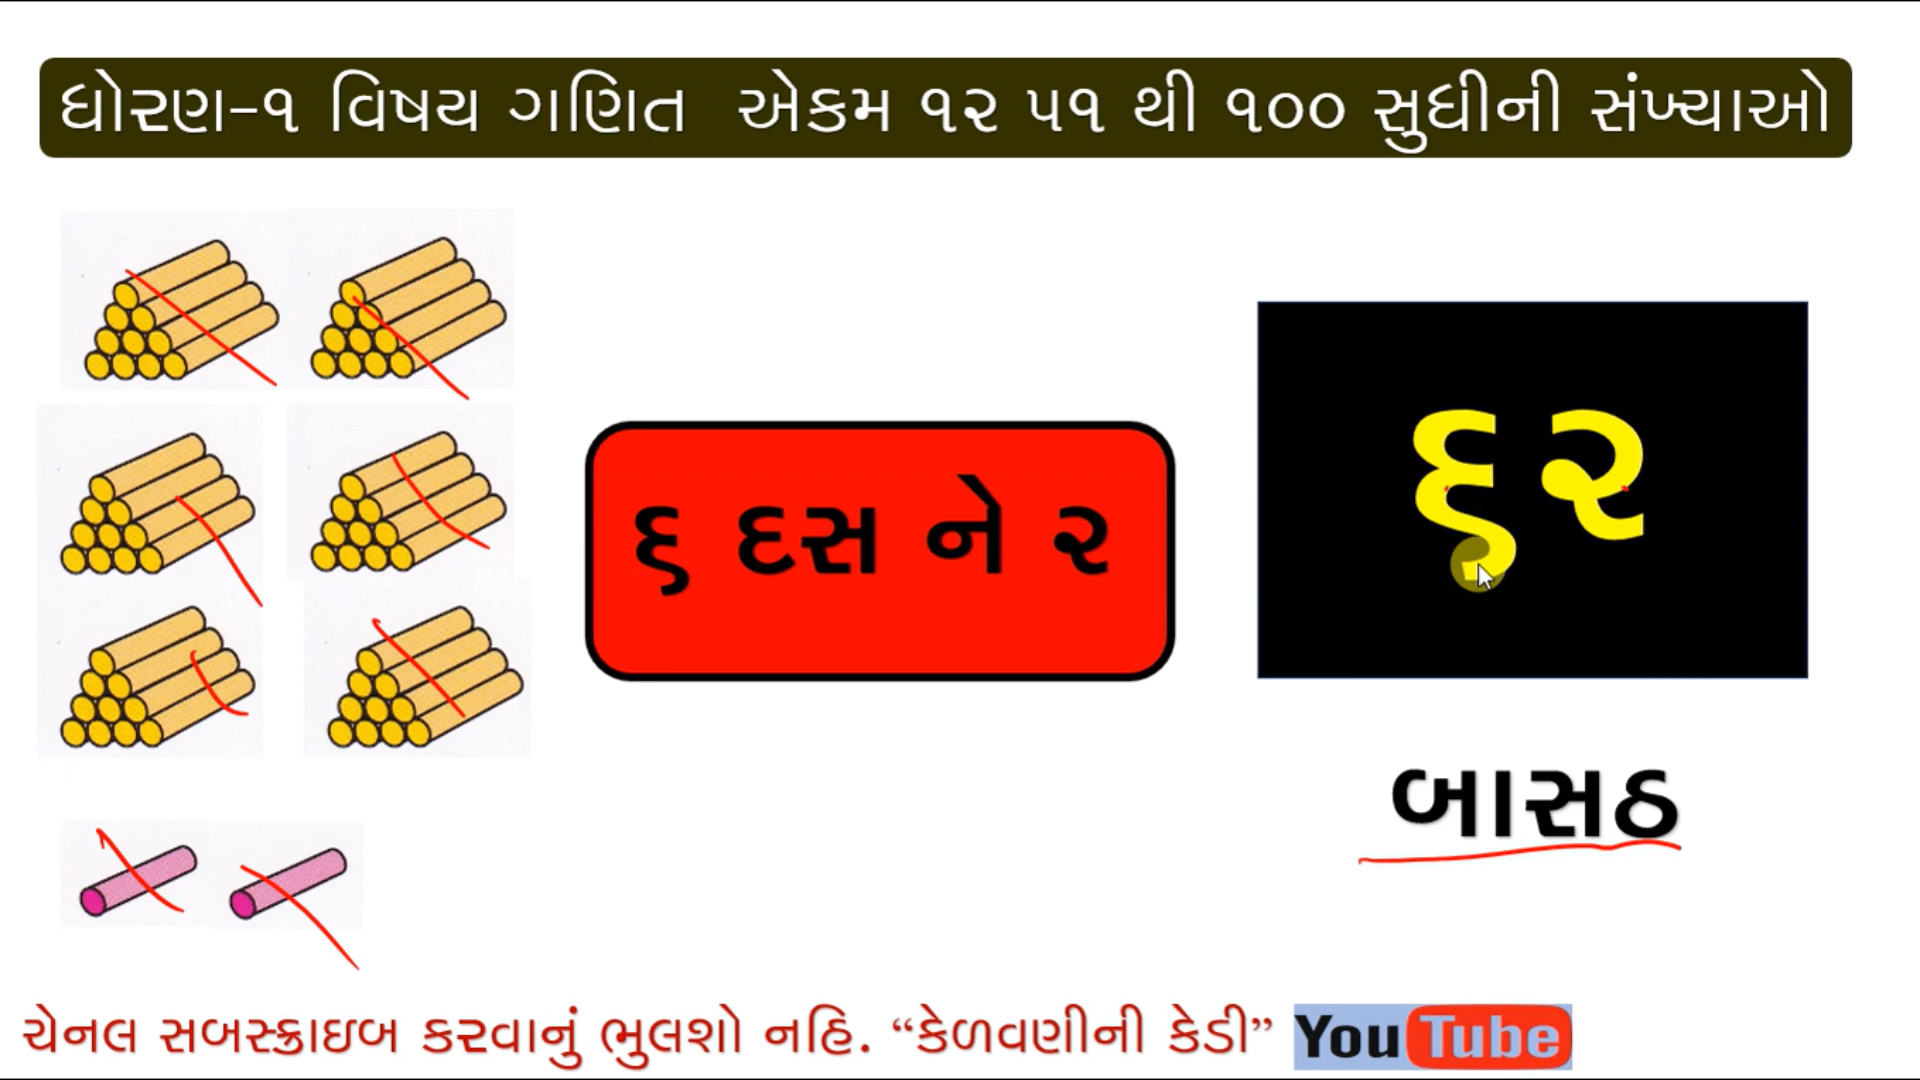 ધોરણ-૧ વિષય ગણિત એકમ ૧૨ ૫૧ થી ૧૦૦ સુધીની સંખ્યાઓ
૬ દસ ને ૨
૬૨
બાસઠ
ચેનલ સબસ્ક્રાઇબ કરવાનું ભુલશો નહિ. “કેળવણીની કેડી” YouTube